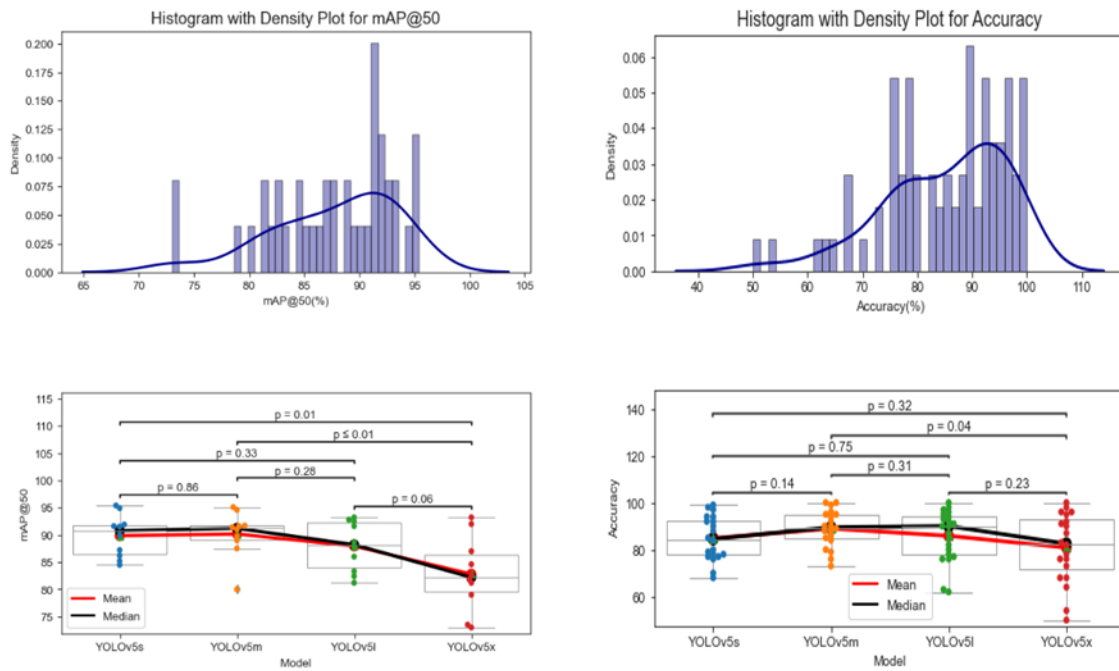 Histogram with Density Plot for mAP@50
0.200
0.175
0.150
0.125
0.100
0.075
0.050
0.025
0.000
Density
65 70 75 80 85 90 95 100 105
mAP@50(%)
Histogram with Density Plot for Accuracy
0.06
0.05
0.04
0.03
0.02
0.01
0.00
Density
40 50 60 70 80 90 100 110
Accuracy(%)
115
110
105
100
95
90
85
80
75
mAP@50
p = 0.01
p ≤ 0.01
p = 0.33
p = 0.28
p = 0.86
p = 0.06
Mean
Median
YOLOv5s YOLOv5m YOLOv5l YOLOv5x
Model
140
120
100
80
60
Accuracy
p = 0.32
p = 0.04
p = 0.75
p = 0.31
p = 0.14
p = 0.23
Mean
Median
YOLOv5s YOLOv5m YOLOv5l YOLOv5x
Model